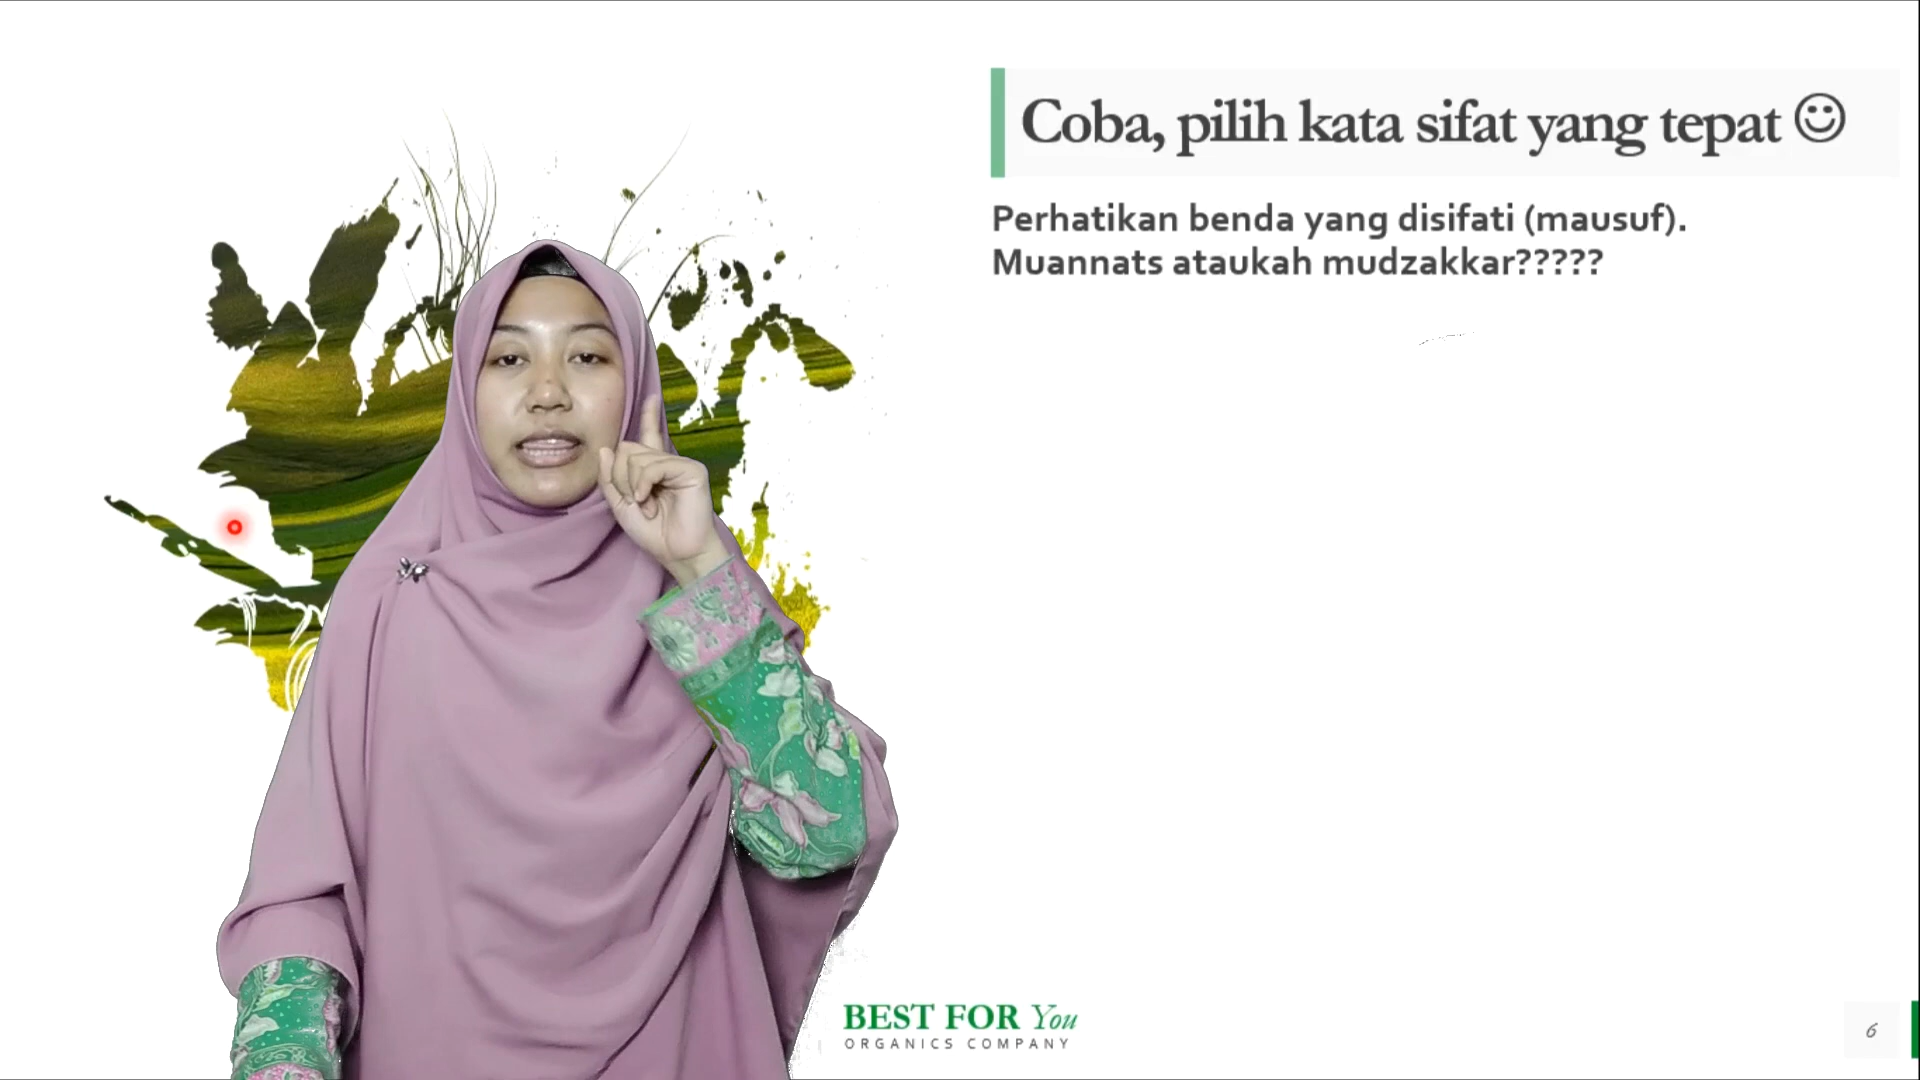 Coba, pilih kata sifat yang tepat ☺
Perhatikan benda yang disifati (mausuf).
Muannats ataukah mudzakkar?????
BEST FOR You
ORGANICS COMPANY
6